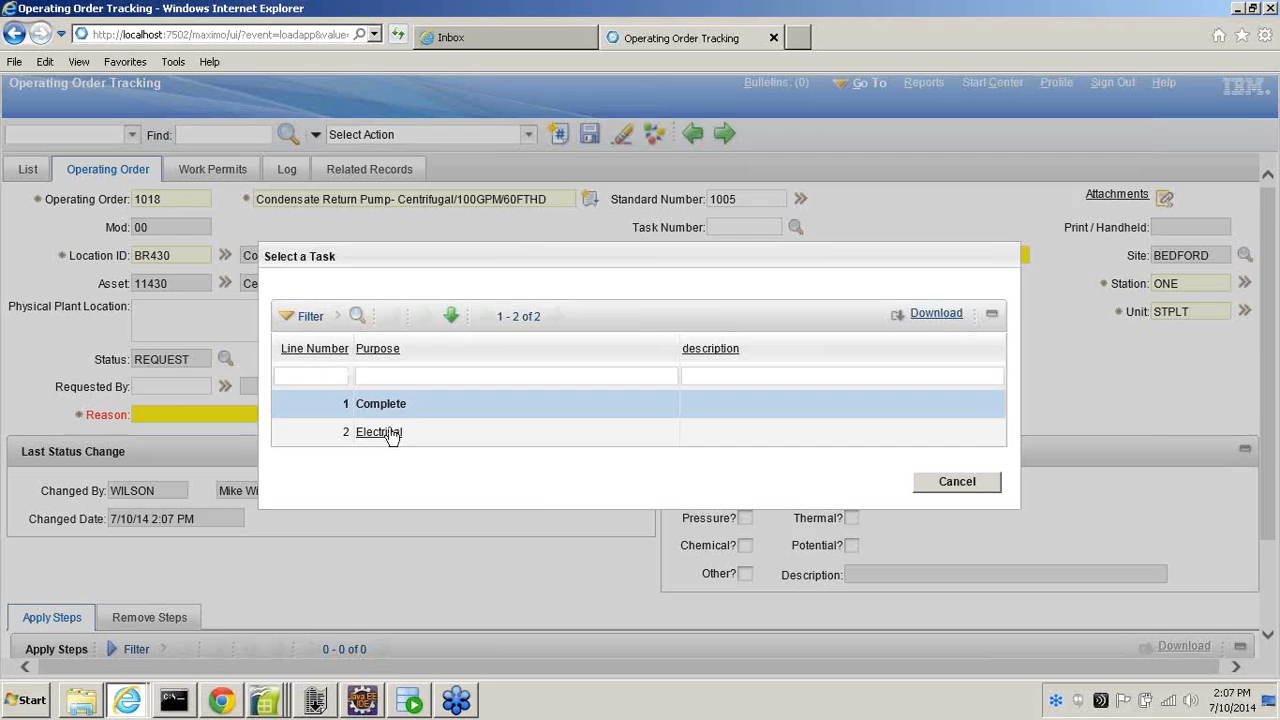 Operating Order Tracking - Windows Internet Explorer
http://localhost:7502/maximo/ui/?event=loadapp&value=
Inbox
Operating Order Tracking
File Edit View Favorites Tools Help
Operating Order Tracking
Bulletins: (0) Go To Reports Start Center Profile Sign Out Help
IBM.
Find: Select Action
List Operating Order Work Permits Log Related Records
* Operating Order: 1018 * Condensate Return Pump- Centrifugal/100GPM/60FTHD Standard Number: 1005 Attachments
Mod: 00 Task Number: Print / Handheld:
* Location ID: BR430 Co Site: BEDFORD
Asset: 11430 Ce * Station: ONE
Physical Plant Location: * Unit: STPLT
Status: REQUEST
Requested By:
* Reason:
Select a Task
Filter 1 - 2 of 2 Download
Line Number Purpose description
1 Complete
2 Electrical
Cancel
Last Status Change
Changed By: WILSON Mike Wi
Changed Date: 7/10/14 2:07 PM
Pressure? Thermal?
Chemical? Potential?
Other? Description:
Apply Steps Remove Steps
Apply Steps Filter 0 - 0 of 0 Download
Start
2:07 PM
7/10/2014